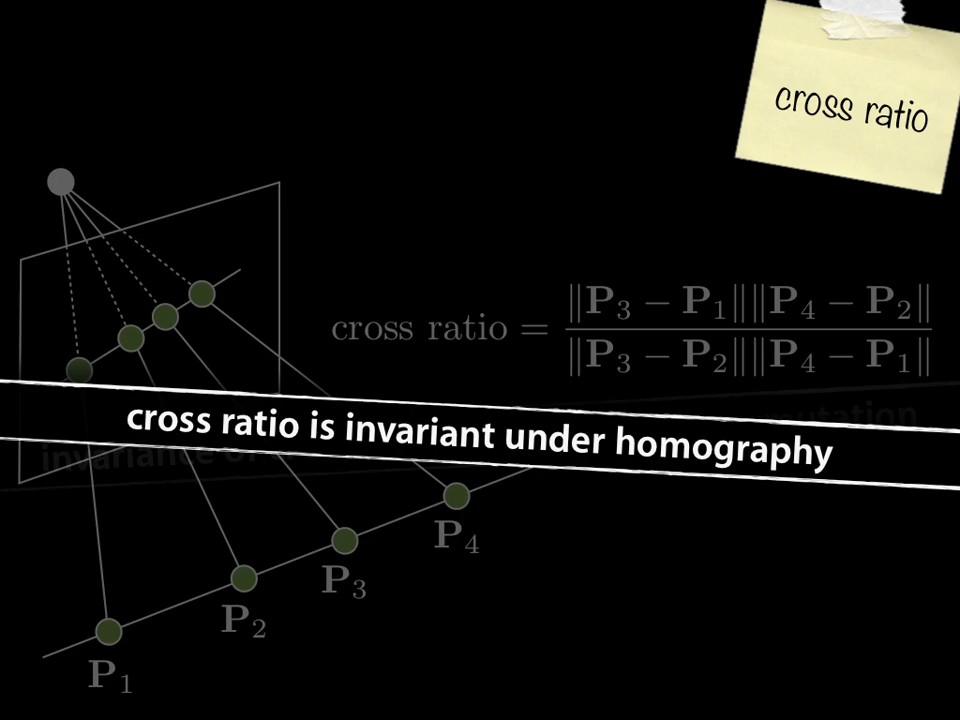 cross ratio
cross ratio = ‖P₃ − P₁‖‖P₄ − P₂‖
‖P₃ − P₂‖‖P₄ − P₁‖
cross ratio is invariant under homography
P₄
P₃
P₂
P₁